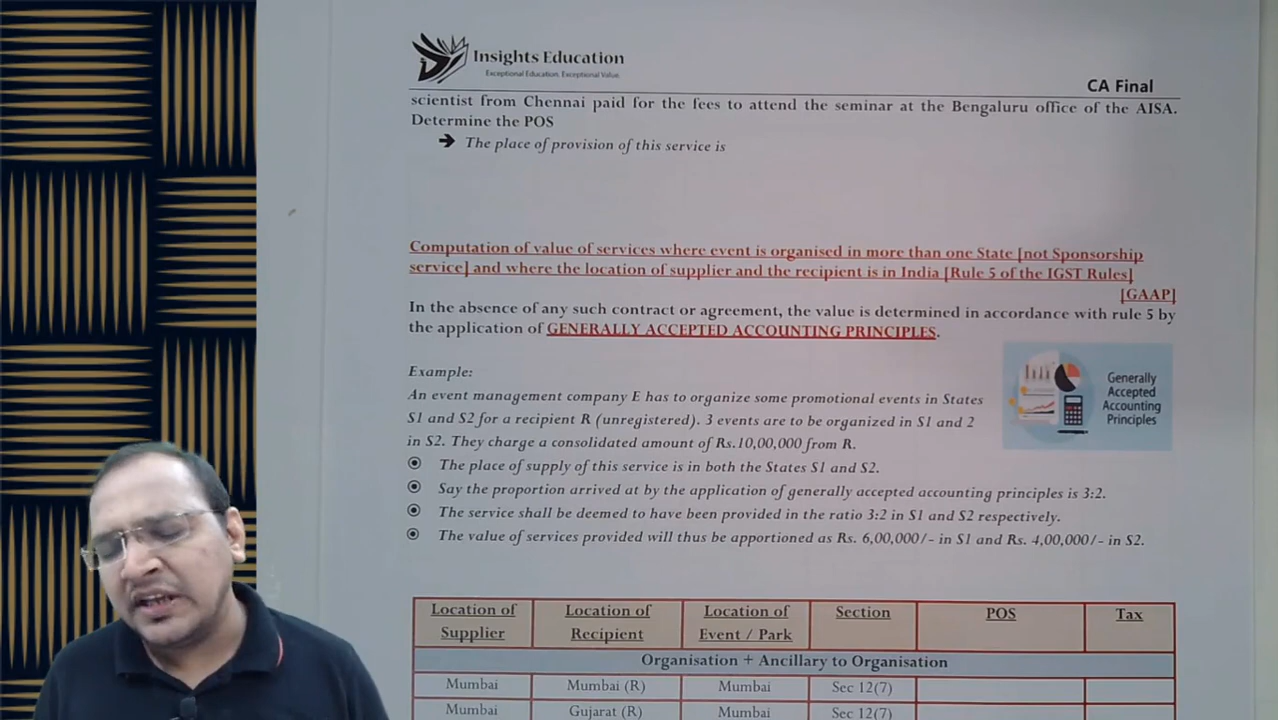 Insights Education
Exceptional Education. Exceptional Value.
CA Final
scientist from Chennai paid for the fees to attend the seminar at the Bengaluru office of the AISA.
Determine the POS
➔ The place of provision of this service is
Computation of value of services where event is organised in more than one State [not Sponsorship
service] and where the location of supplier and the recipient is in India [Rule 5 of the IGST Rules]
[GAAP]
In the absence of any such contract or agreement, the value is determined in accordance with rule 5 by
the application of GENERALLY ACCEPTED ACCOUNTING PRINCIPLES.
Example:
An event management company E has to organize some promotional events in States
S1 and S2 for a recipient R (unregistered). 3 events are to be organized in S1 and 2
in S2. They charge a consolidated amount of Rs.10,00,000 from R.
Generally
Accepted
Accounting
Principles
The place of supply of this service is in both the States S1 and S2.
Say the proportion arrived at by the application of generally accepted accounting principles is 3:2.
The service shall be deemed to have been provided in the ratio 3:2 in S1 and S2 respectively.
The value of services provided will thus be apportioned as Rs. 6,00,000/- in S1 and Rs. 4,00,000/- in S2.
Location of Supplier Location of Recipient Location of Event / Park Section POS Tax
Organisation + Ancillary to Organisation
Mumbai Mumbai (R) Mumbai Sec 12(7)
Mumbai Gujarat (R) Mumbai Sec 12(7)